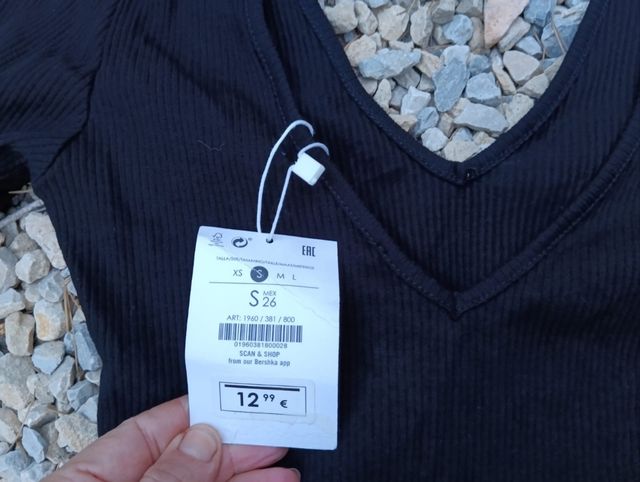 EAC
XS S M L
S MEX 26
ART: 1960 / 381 / 800
01960381800028
SCAN & SHOP
from our Bershka app
12 99 €